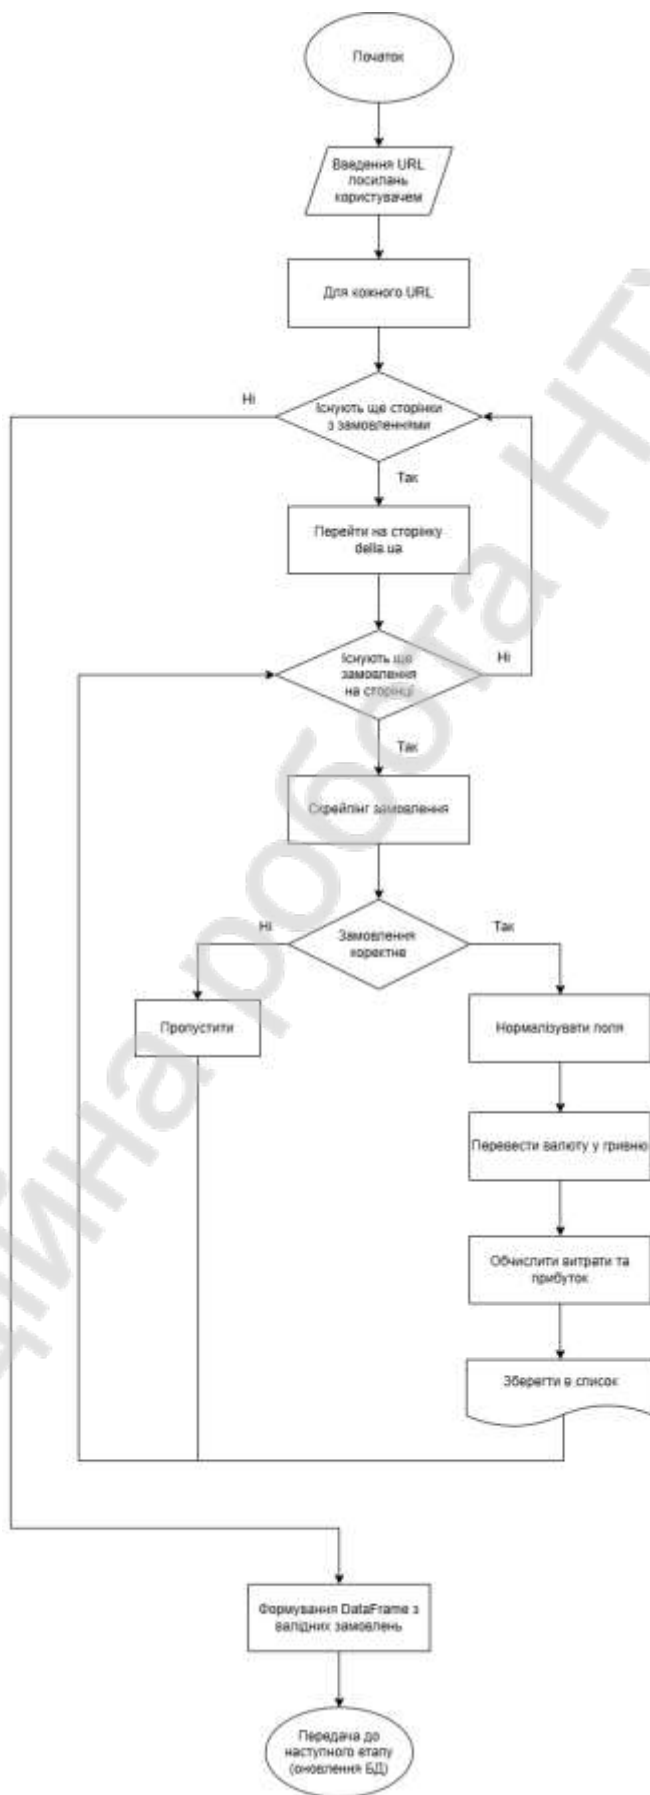 Початок
Введення URL
посилань
користувачем
Для кожного URL
Ні
Існують ще сторінки
з замовленнями
Так
Перейти на сторінку
della.ua
Існують ще
замовлення
на сторінці
Ні
Так
Скрейпінг замовлення
Ні
Замовлення
коректне
Так
Пропустити
Нормалізувати поля
Перевести валюту у гривню
Обчислити витрати та
прибуток
Зберегти в список
Формування DataFrame з
валідних замовлень
Передача до
наступного етапу
(оновлення БД)
робота НТ